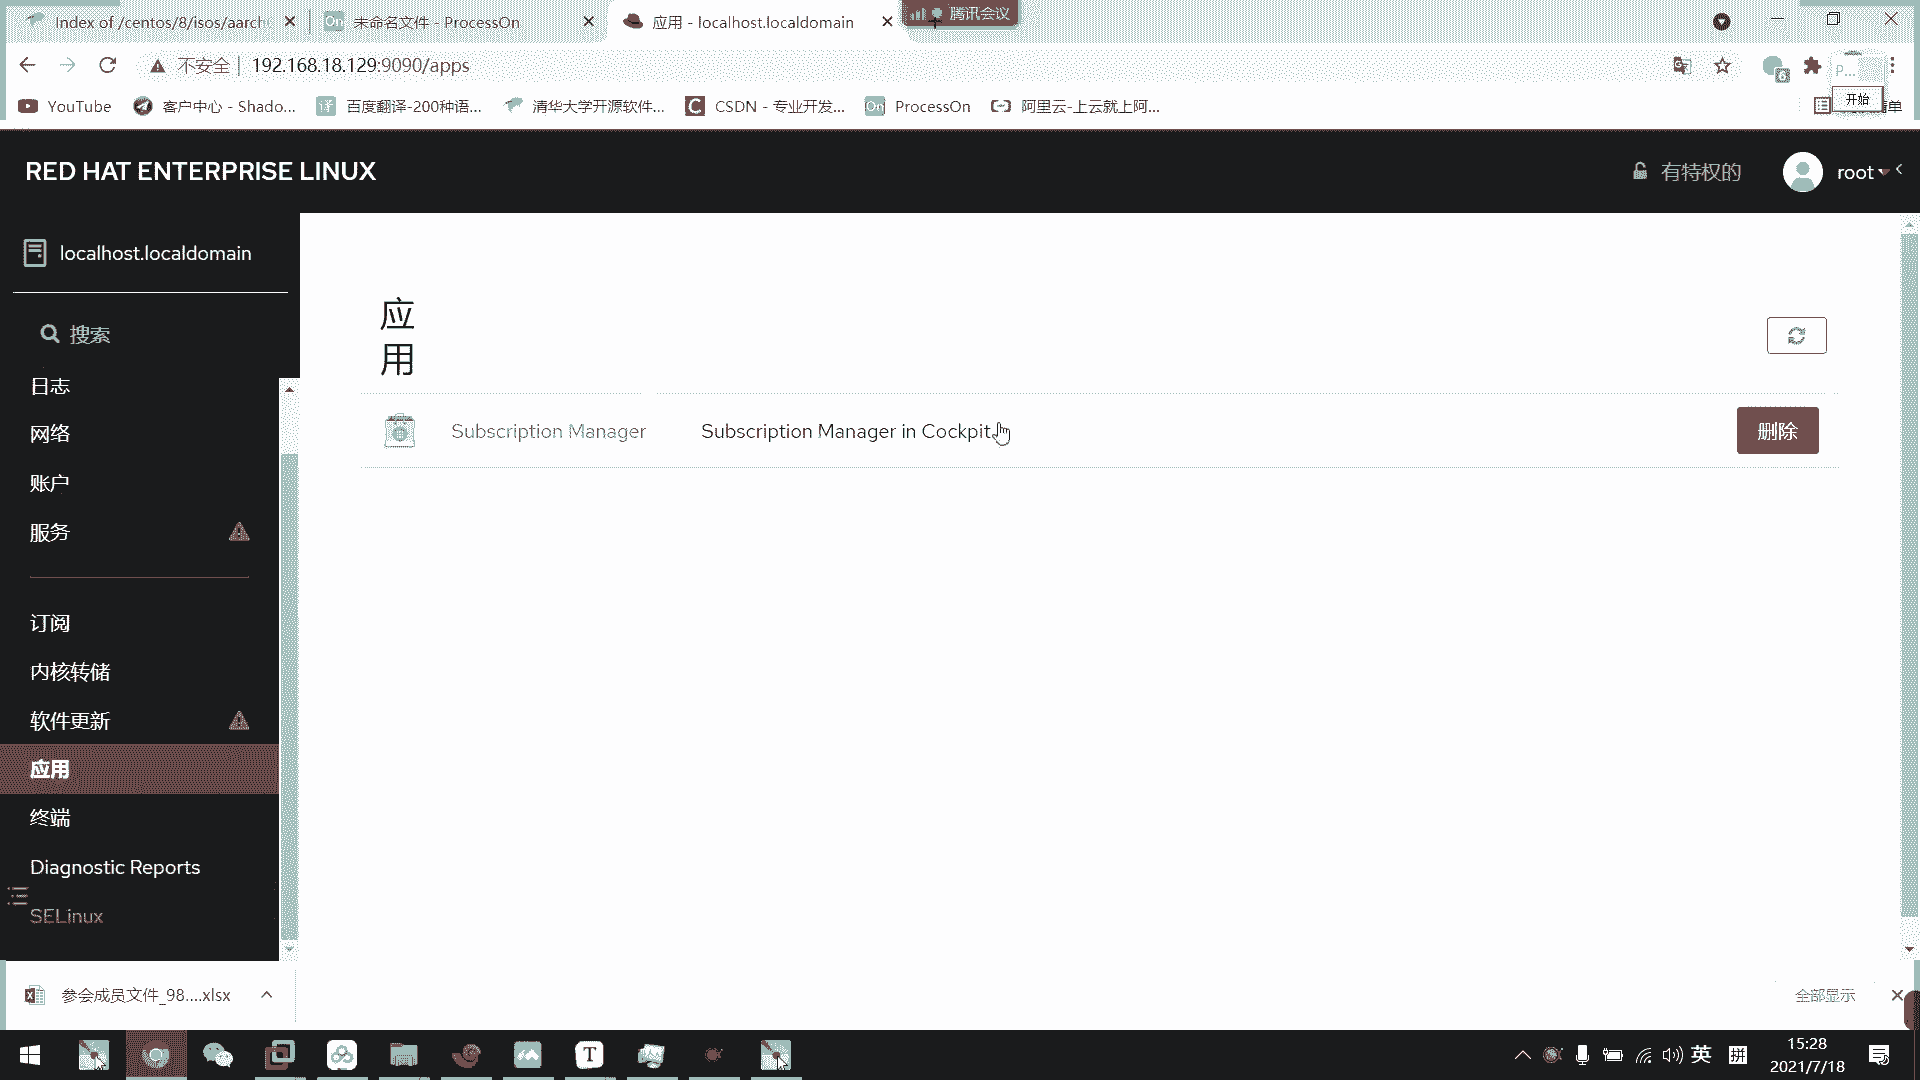 Index of /centos/8/isos/aarch
未命名文件 - ProcessOn
应用 - localhost.localdomain
腾讯会议
不安全 | 192.168.18.129:9090/apps
P...
开始
YouTube
客户中心 - Shado...
百度翻译-200种语...
清华大学开源软件...
CSDN - 专业开发...
ProcessOn
阿里云-上云就上阿...
清单
RED HAT ENTERPRISE LINUX
有特权的
root
localhost.localdomain
搜索
日志
网络
账户
服务
订阅
内核转储
软件更新
应用
终端
Diagnostic Reports
SELinux
应
用
Subscription Manager
Subscription Manager in Cockpit
删除
参会成员文件_98....xlsx
全部显示
英
拼
15:28
2021/7/18